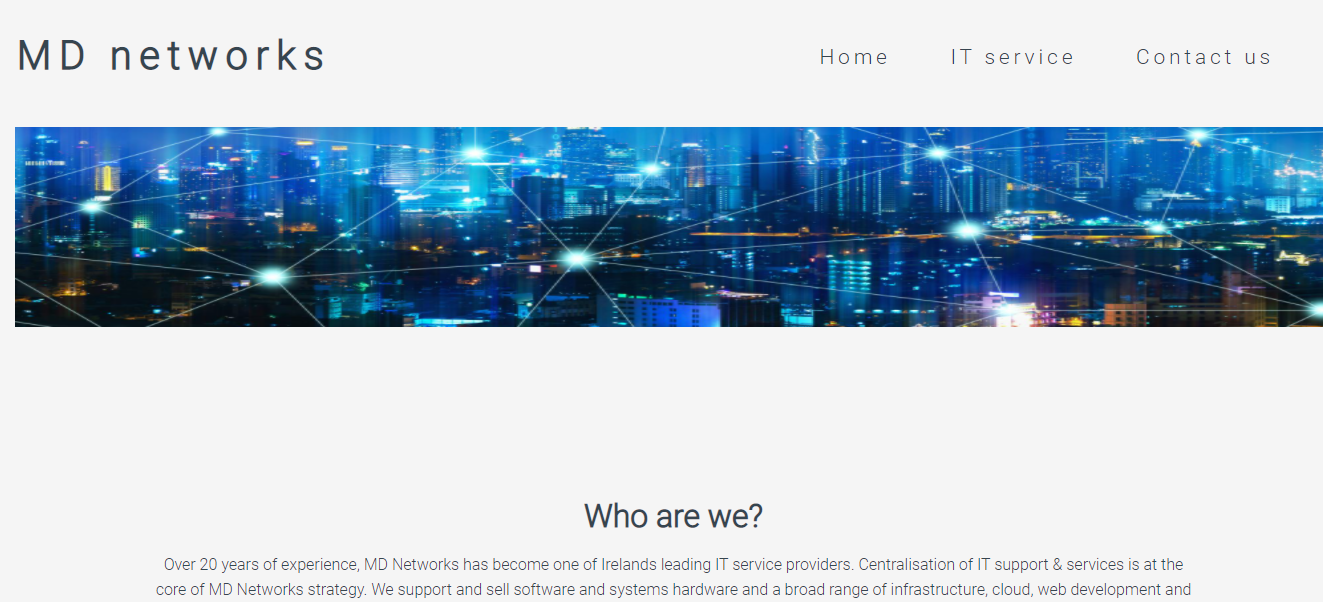 MD networks
Home
IT service
Contact us
Who are we?
Over 20 years of experience, MD Networks has become one of Irelands leading IT service providers. Centralisation of IT support & services is at the
core of MD Networks strategy. We support and sell software and systems hardware and a broad range of infrastructure, cloud, web development and